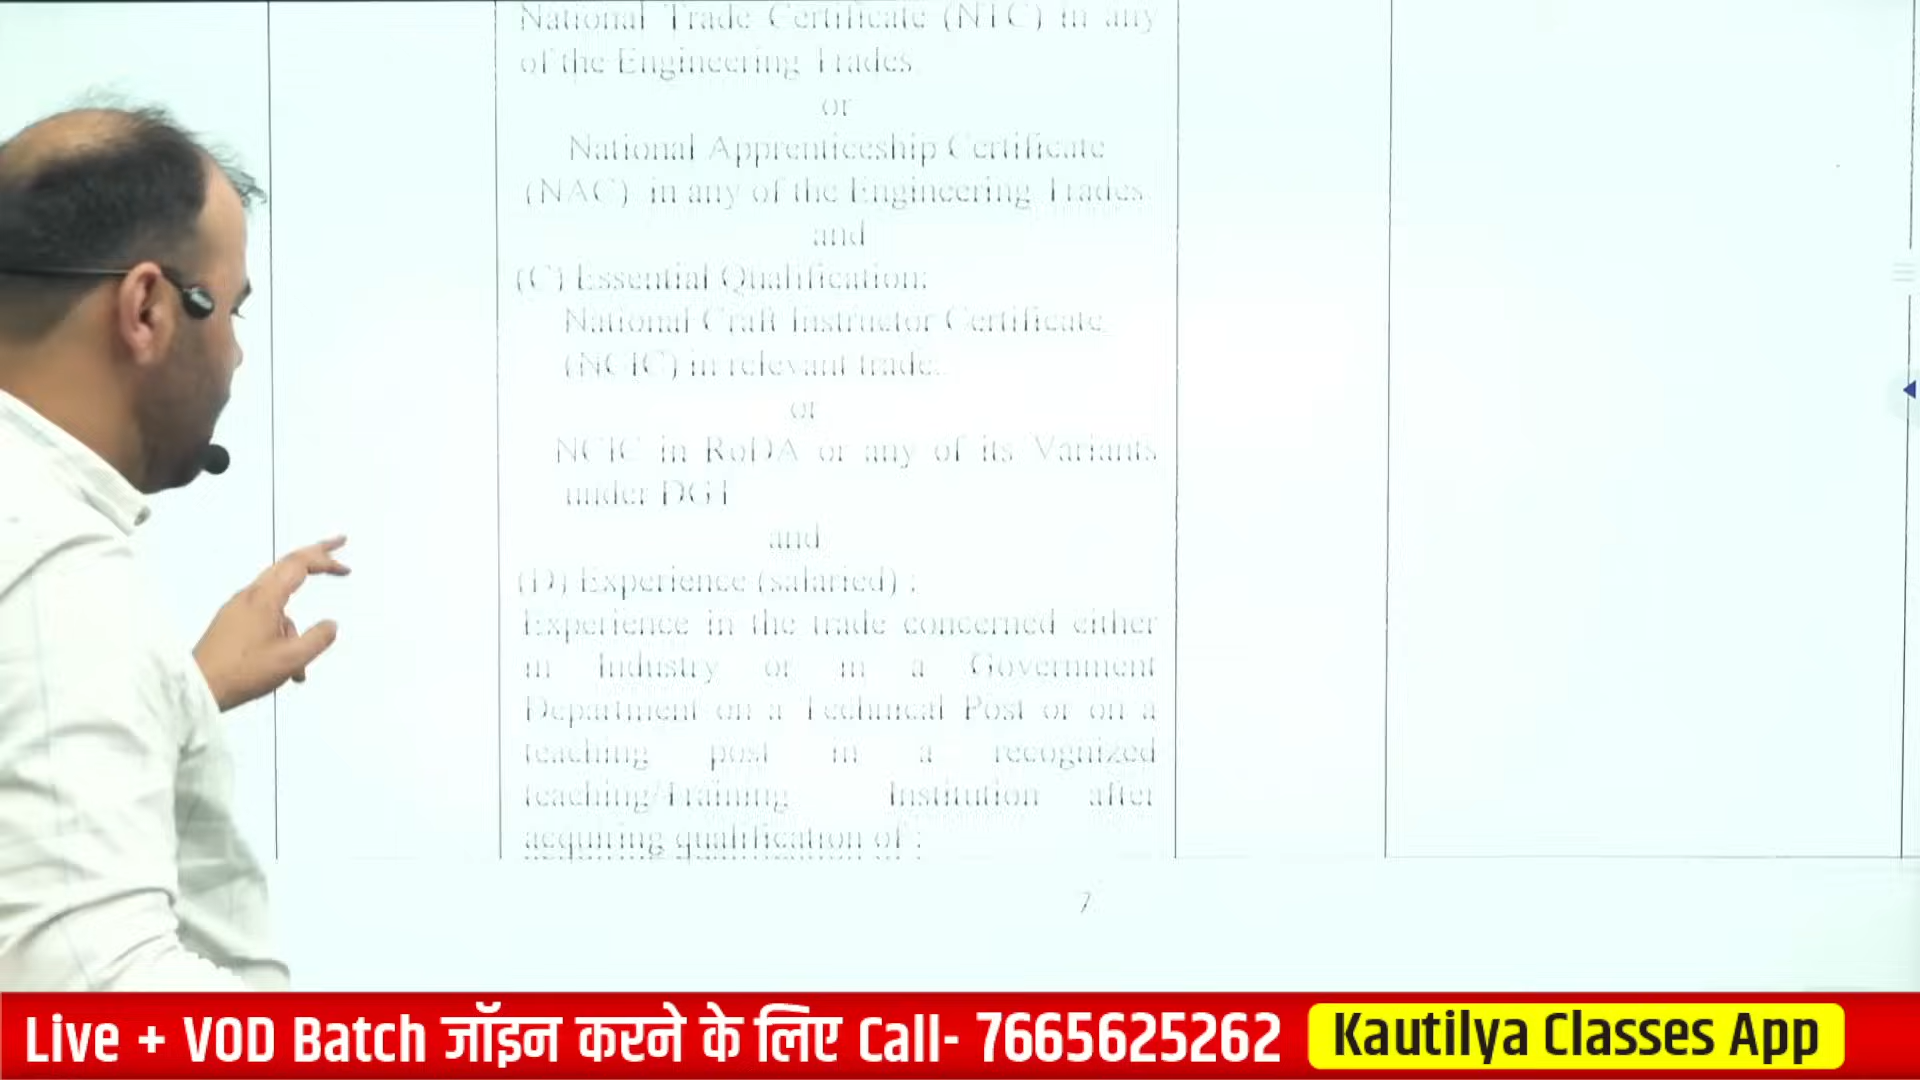 National Trade Certificate (NTC) in any
of the Engineering Trades
or
National Apprenticeship Certificate
(NAC) in any of the Engineering Trades.
and
(C) Essential Qualification:
National Craft Instructor Certificate
(NCIC) in relevant trade.
or
NCIC in RoDA or any of its Variants
under DGT
and
(D) Experience (salaried) :
Experience in the trade concerned either
in Industry or in a Government
Department on a Technical Post or on a
teaching post in a recognized
teaching/Training Institution after
acquiring qualification of :
7
Live + VOD Batch जॉइन करने के लिए Call- 7665625262
Kautilya Classes App